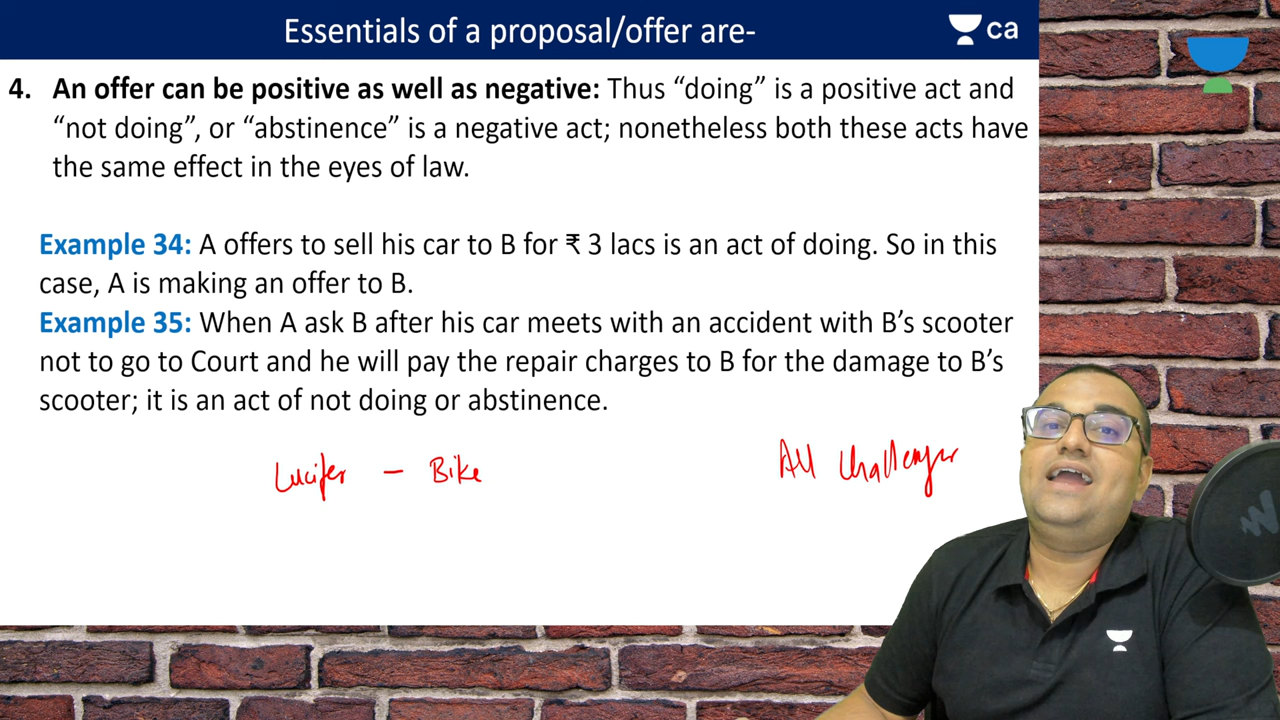 Essentials of a proposal/offer are-
ca
4. An offer can be positive as well as negative: Thus “doing” is a positive act and
“not doing”, or “abstinence” is a negative act; nonetheless both these acts have
the same effect in the eyes of law.
Example 34: A offers to sell his car to B for ₹ 3 lacs is an act of doing. So in this
case, A is making an offer to B.
Example 35: When A ask B after his car meets with an accident with B’s scooter
not to go to Court and he will pay the repair charges to B for the damage to B’s
scooter; it is an act of not doing or abstinence.
Lucifer – Bike
All Challenger